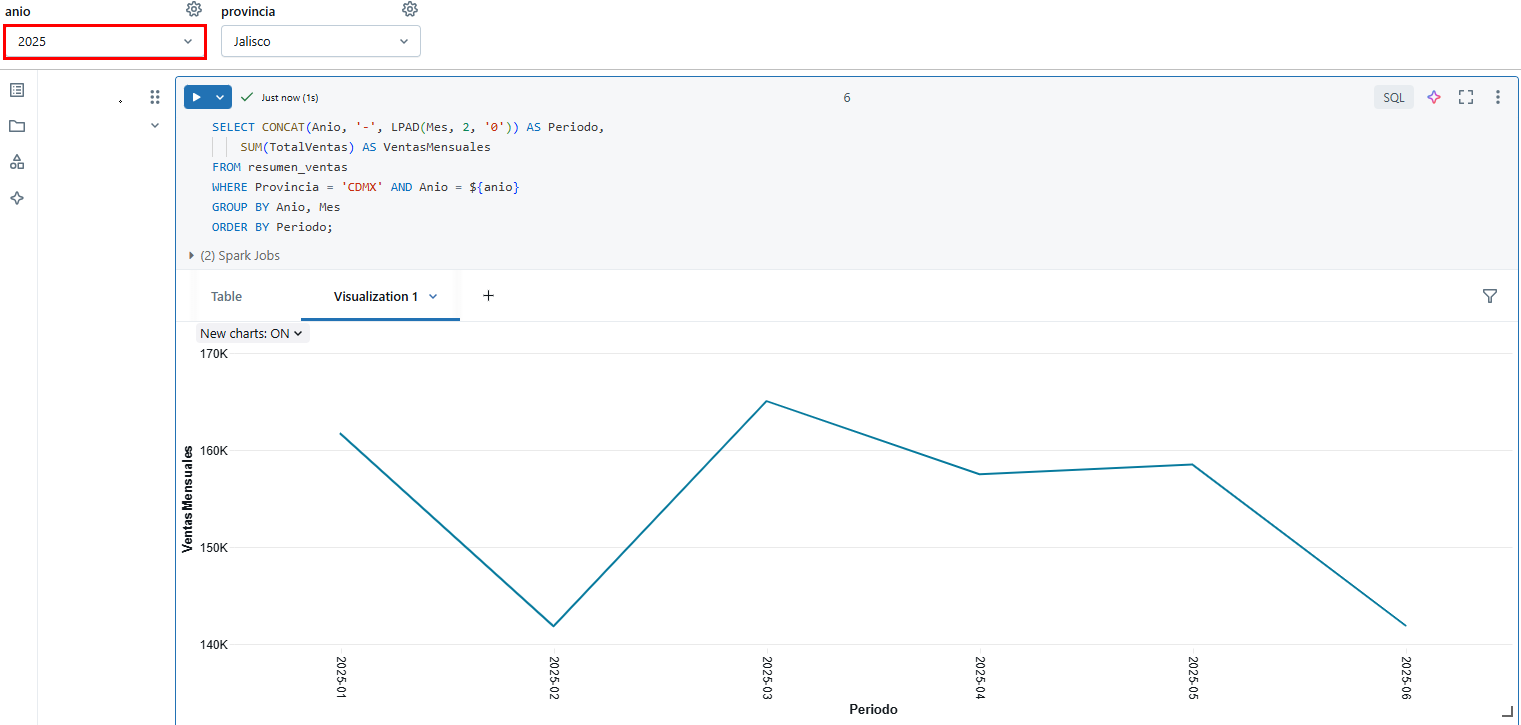 anio
provincia
2025
Jalisco
Just now (1s)
6
SQL
SELECT CONCAT(Anio, '-', LPAD(Mes, 2, '0')) AS Periodo,
SUM(TotalVentas) AS VentasMensuales
FROM resumen_ventas
WHERE Provincia = 'CDMX' AND Anio = ${anio}
GROUP BY Anio, Mes
ORDER BY Periodo;
(2) Spark Jobs
Table
Visualization 1
+
New charts: ON
170K
160K
150K
140K
Ventas Mensuales
2025-01
2025-02
2025-03
2025-04
2025-05
2025-06
Periodo